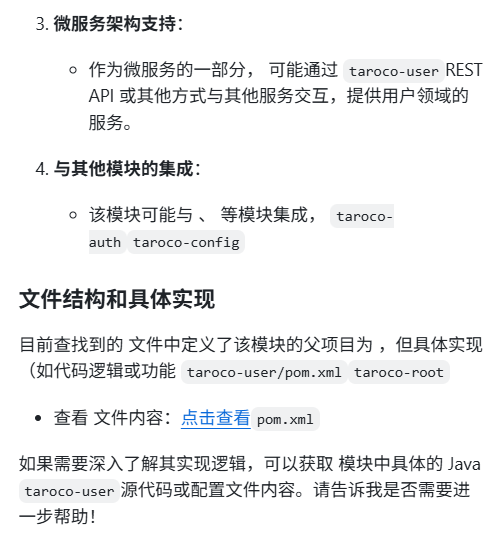 3. 微服务架构支持：
作为微服务的一部分， 可能通过 taroco-user REST
API 或其他方式与其他服务交互，提供用户领域的
服务。
4. 与其他模块的集成：
该模块可能与 、 等模块集成， taroco-
auth taroco-config
文件结构和具体实现
目前查找到的 文件中定义了该模块的父项目为 ，但具体实现
（如代码逻辑或功能 taroco-user/pom.xml taroco-root
查看 文件内容：点击查看 pom.xml
如果需要深入了解其实现逻辑，可以获取 模块中具体的 Java
taroco-user 源代码或配置文件内容。请告诉我是否需要进
一步帮助！